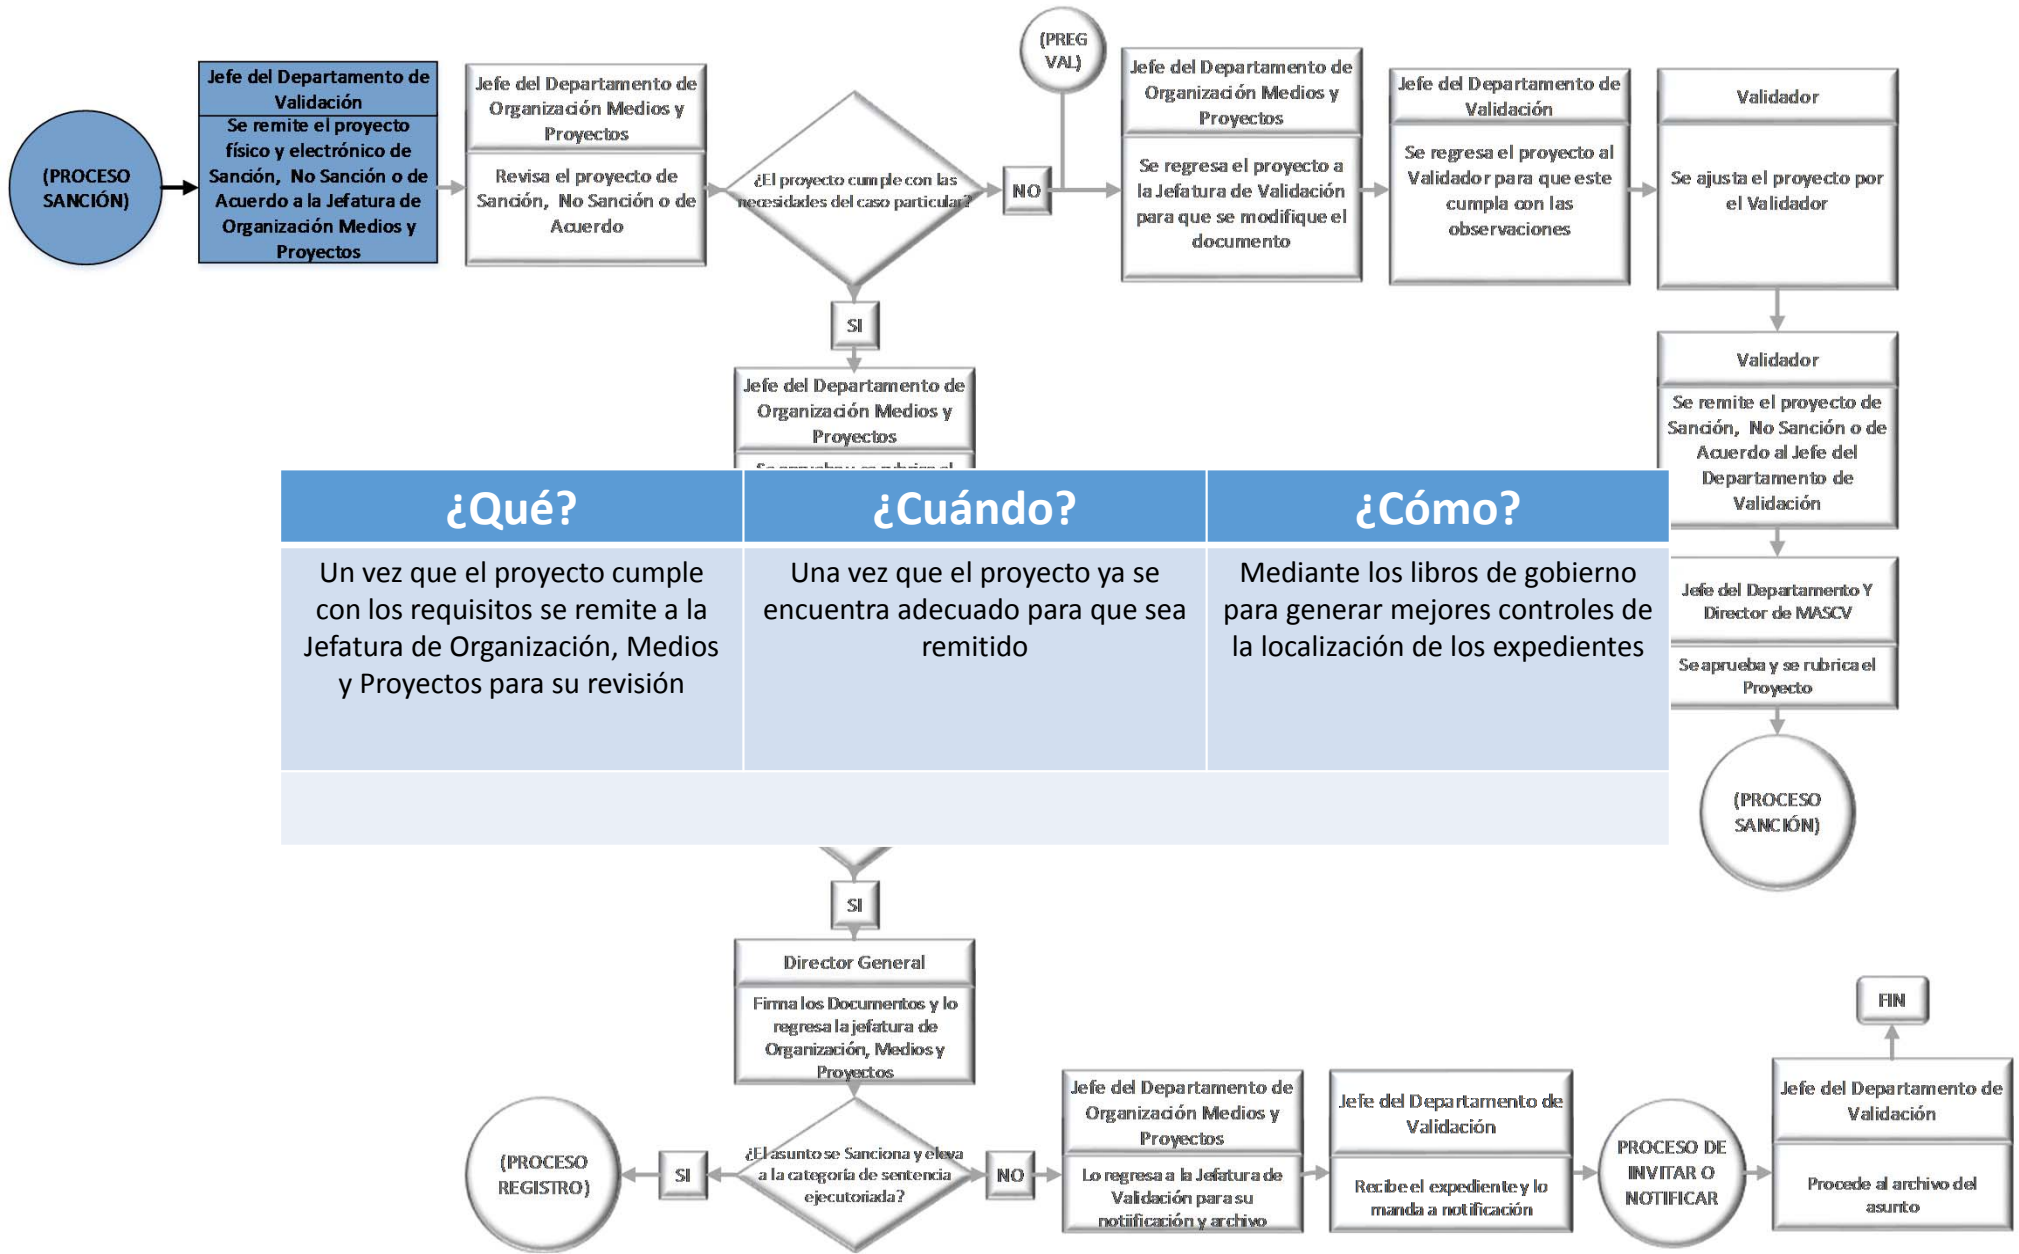 (PROCESO
SANCIÓN)
Jefe del Departamento de
Validación
Se remite el proyecto
físico y electrónico de
Sanción, No Sanción o de
Acuerdo a la Jefatura de
Organización Medios y
Proyectos
Jefe del Departamento de
Organización Medios y
Proyectos
Revisa el proyecto de
Sanción, No Sanción o de
Acuerdo
¿El proyecto cumple con las
necesidades del caso particular?
NO
(PREG
VAL)
Jefe del Departamento de
Organización Medios y
Proyectos
Se regresa el proyecto a
la Jefatura de Validación
para que se modifique el
documento
Jefe del Departamento de
Validación
Se regresa el proyecto al
Validador para que este
cumpla con las
observaciones
Validador
Se ajusta el proyecto por
el Validador
SI
Jefe del Departamento de
Organización Medios y
Proyectos
Validador
Se remite el proyecto de
Sanción, No Sanción o de
Acuerdo al Jefe del
Departamento de
Validación
Jefe del Departamento Y
Director de MASCV
Se aprueba y se rubrica el
Proyecto
(PROCESO
SANCIÓN)
¿Qué?
¿Cuándo?
¿Cómo?
Un vez que el proyecto cumple
con los requisitos se remite a la
Jefatura de Organización, Medios
y Proyectos para su revisión
Una vez que el proyecto ya se
encuentra adecuado para que sea
remitido
Mediante los libros de gobierno
para generar mejores controles de
la localización de los expedientes
SI
Director General
Firma los Documentos y lo
regresa la jefatura de
Organización, Medios y
Proyectos
¿El asunto se Sanciona y eleva
a la categoría de sentencia
ejecutoriada?
SI
(PROCESO
REGISTRO)
NO
Jefe del Departamento de
Organización Medios y
Proyectos
Lo regresa a la Jefatura de
Validación para su
notiificación y archivo
Jefe del Departamento de
Validación
Recibe el expediente y lo
manda a notificación
PROCESO DE
INVITAR O
NOTIFICAR
Jefe del Departamento de
Validación
Procede al archivo del
asunto
FIN